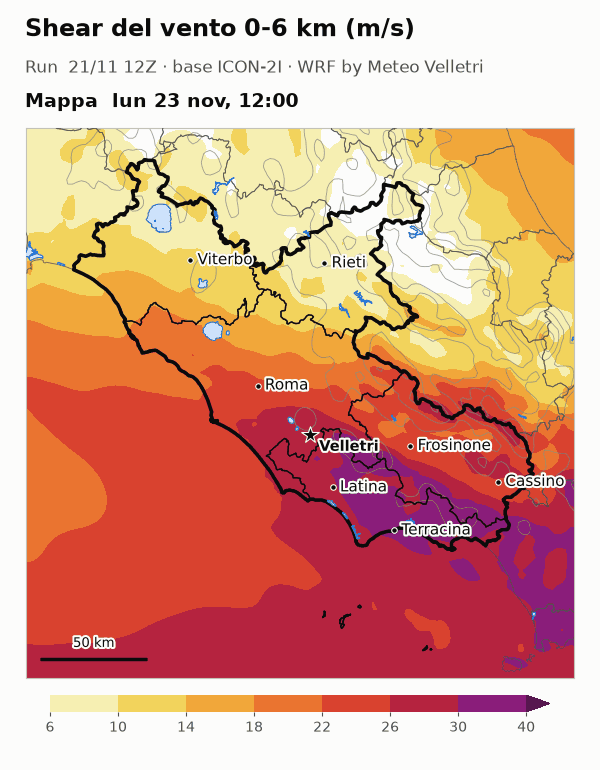 Shear del vento 0-6 km (m/s)
Run  21/11 12Z · base ICON-2I · WRF by Meteo Velletri
Mappa  lun 23 nov, 12:00
Viterbo
Rieti
Roma
Velletri
Frosinone
Latina
Cassino
Terracina
50 km
6 10 14 18 22 26 30 40